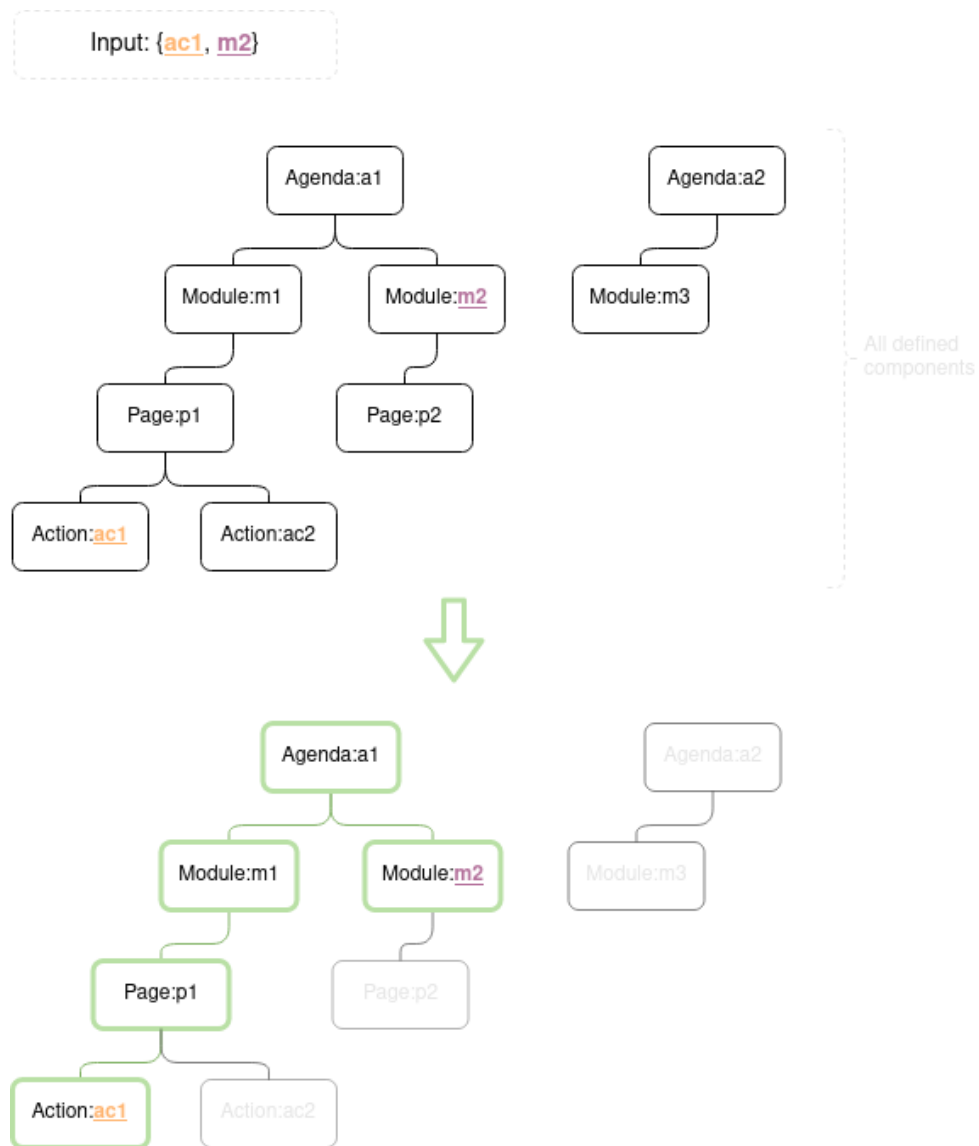 Input: {ac1, m2}
Agenda:a1
Agenda:a2
Module:m1
Module:m2
Module:m3
All defined
components
Page:p1
Page:p2
Action:ac1
Action:ac2
Agenda:a1
Agenda:a2
Module:m1
Module:m2
Module:m3
Page:p1
Page:p2
Action:ac1
Action:ac2